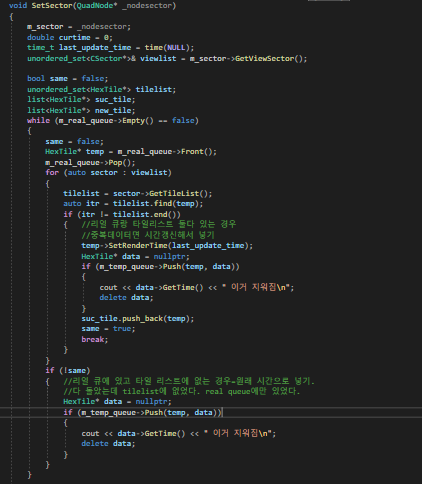 void SetSector(QuadNode* _nodesector)
{
m_sector = _nodesector;
double curtime = 0;
time_t last_update_time = time(NULL);
unordered_set<CSector*>& viewlist = m_sector->GetViewSector();
bool same = false;
unordered_set<HexTile*> tilelist;
list<HexTile*> suc_tile;
list<HexTile*> new_tile;
while (m_real_queue->Empty() == false)
{
same = false;
HexTile* temp = m_real_queue->Front();
m_real_queue->Pop();
for (auto sector : viewlist)
{
tilelist = sector->GetTileList();
auto itr = tilelist.find(temp);
if (itr != tilelist.end())
{ //리얼 큐랑 타일리스트 둘다 있는 경우
//중복데이터면 시간갱신해서 넣기
temp->SetRenderTime(last_update_time);
HexTile* data = nullptr;
if (m_temp_queue->Push(temp, data))
{
cout << data->GetTime() << " 이거 지워짐\n";
delete data;
}
suc_tile.push_back(temp);
same = true;
break;
}
}
if (!same)
{ //리얼 큐에 있고 타일 리스트에 없는 경우=원래 시간으로 넣기.
//다 돌았는데 tilelist에 없었다. real queue에만 있었다.
HexTile* data = nullptr;
if (m_temp_queue->Push(temp, data))
{
cout << data->GetTime() << " 이거 지워짐\n";
delete data;
}
}
}